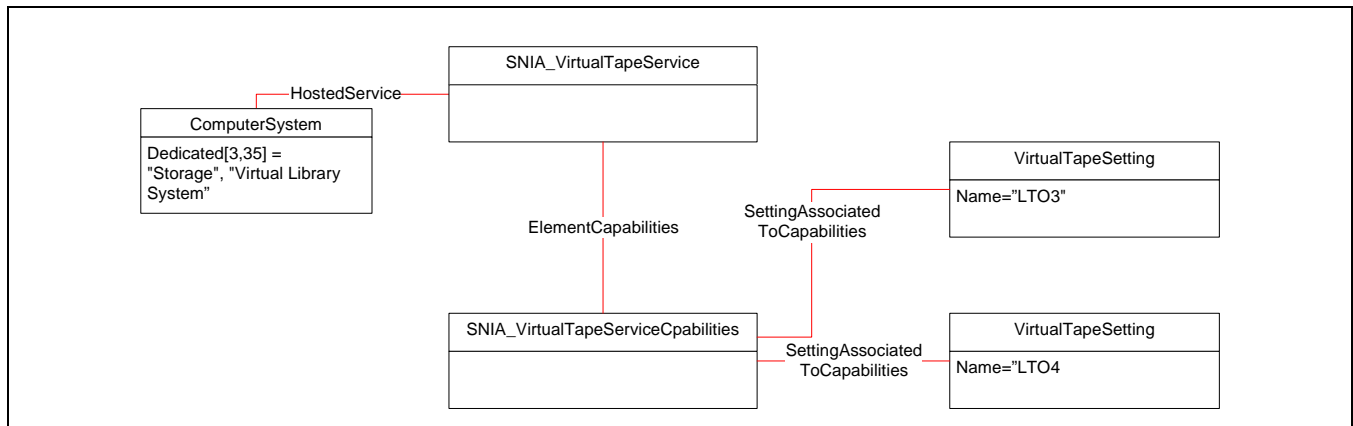 SNIA_VirtualTapeService
HostedService
ComputerSystem
Dedicated[3,35] =
"Storage", "Virtual Library
System”
VirtualTapeSetting
Name=”LTO3"
SettingAssociated
ToCapabilities
ElementCapabilities
SNIA_VirtualTapeServiceCpabilities
VirtualTapeSetting
SettingAssociated
ToCapabilities
Name=”LTO4